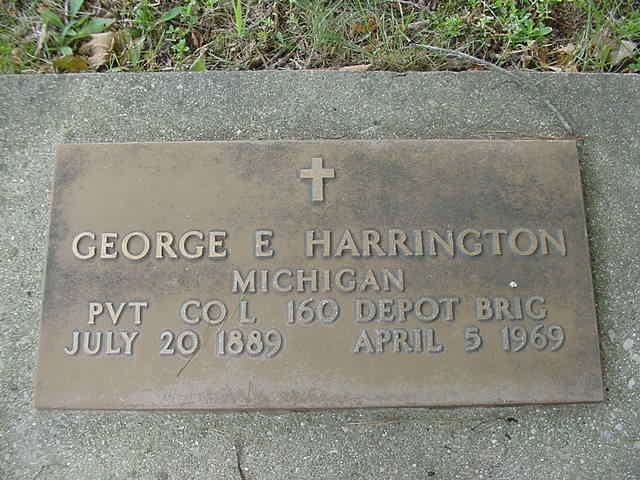 GEORGE E HARRINGTON
MICHIGAN
PVT CO L 160 DEPOT BRIG
JULY 20 1889 APRIL 5 1969